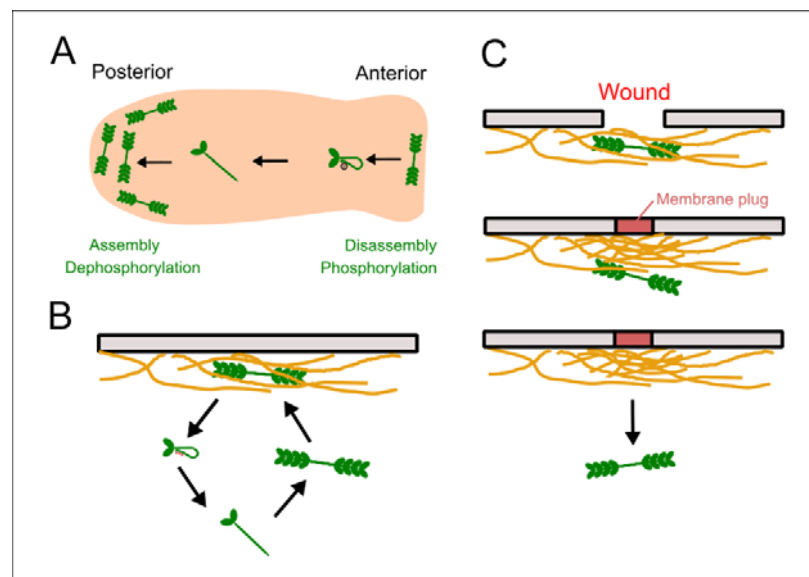 A
Posterior
Anterior
Assembly
Dephosphorylation
Disassembly
Phosphorylation
B
C
Wound
Membrane plug